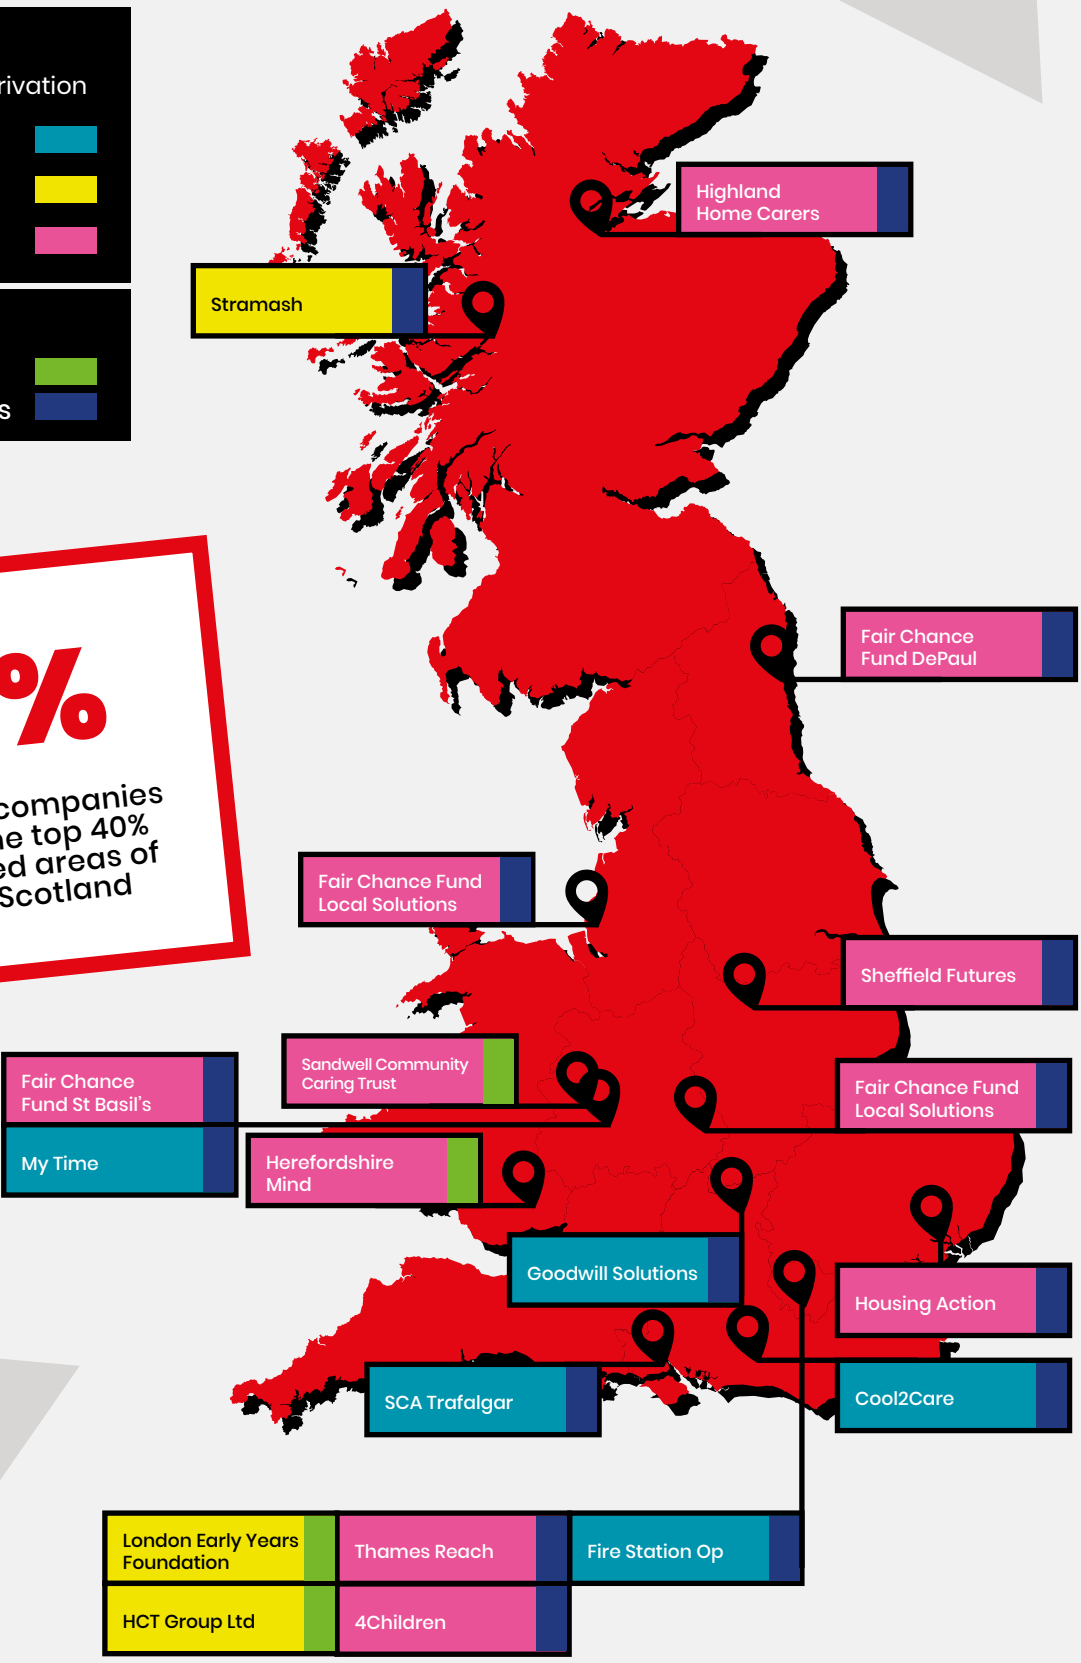 Highland
Home Carers
Stramash
s
%
companies
top 40%
areas of
Scotland
Fair Chance
Fund DePaul
Fair Chance Fund
Local Solutions
Sheffield Futures
Sandwell Community
Caring Trust
Fair Chance
Fund St Basil's
Fair Chance Fund
Local Solutions
My Time
Herefordshire
Mind
Goodwill Solutions
Housing Action
SCA Trafalgar
Cool2Care
London Early Years
Foundation
Thames Reach
Fire Station Op
HCT Group Ltd
4Children